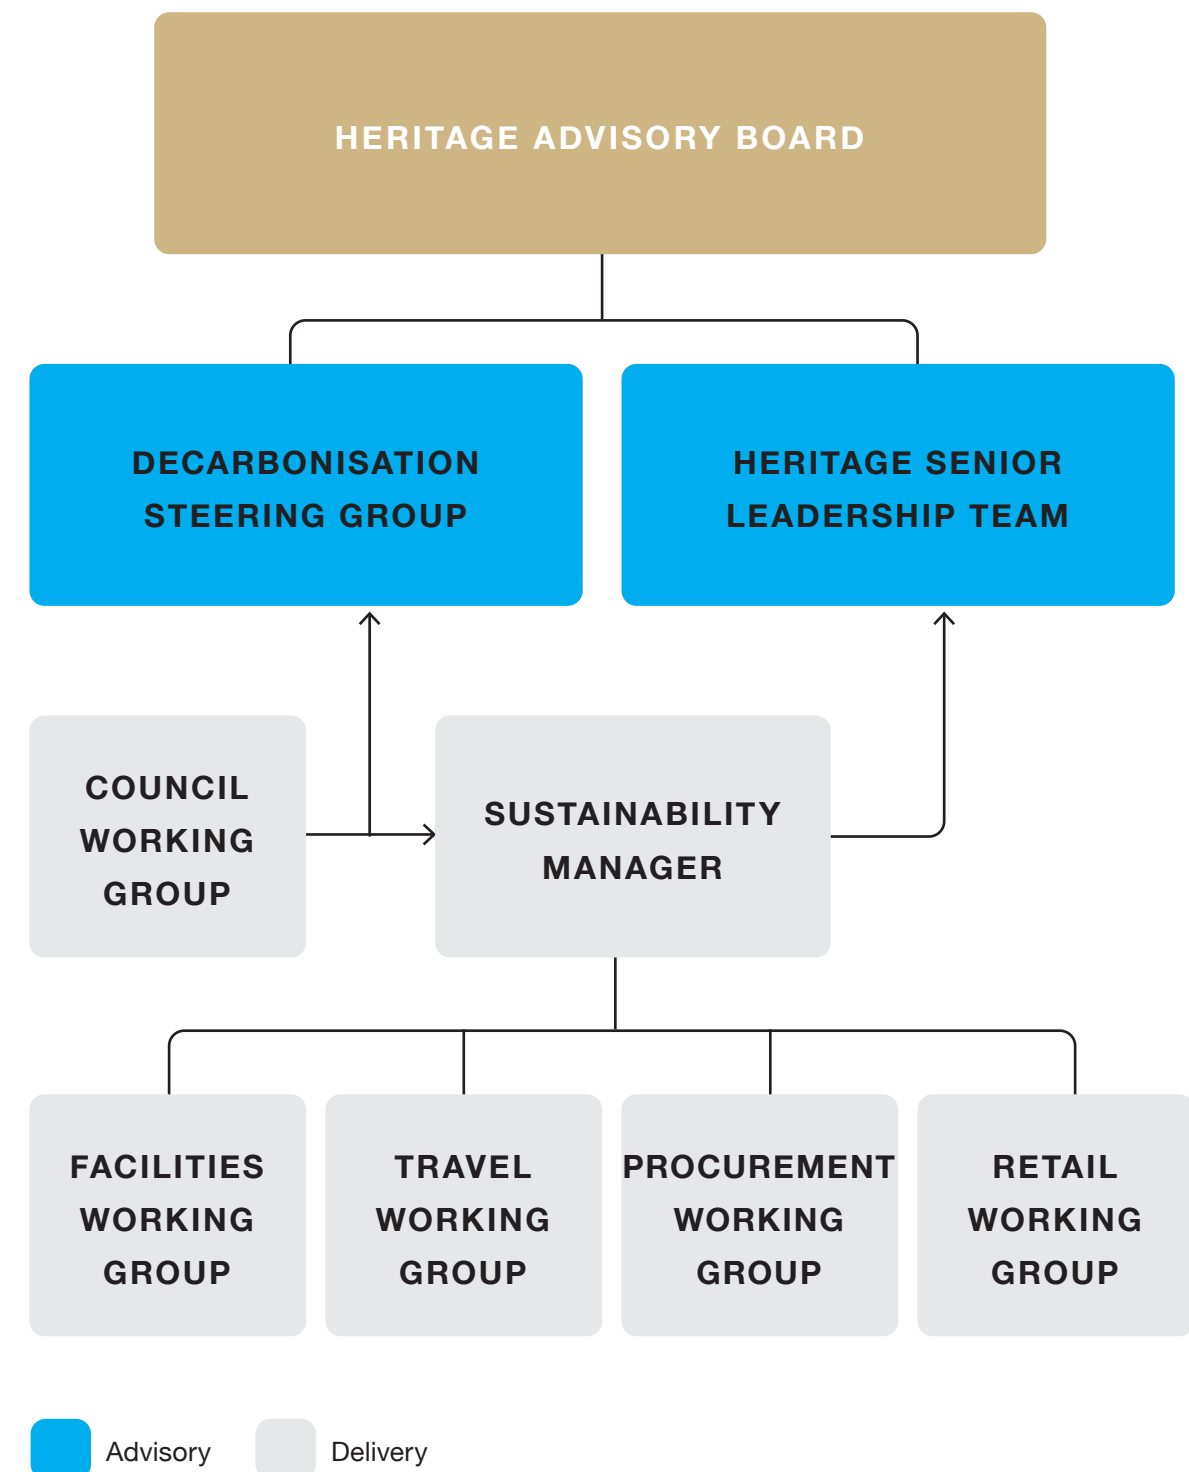 HERITAGE ADVISORY BOARD
DECARBONISATION
STEERING GROUP
HERITAGE SENIOR
LEADERSHIP TEAM
COUNCIL
WORKING
GROUP
SUSTAINABILITY
MANAGER
FACILITIES
WORKING
GROUP
TRAVEL
WORKING
GROUP
PROCUREMENT
WORKING
GROUP
RETAIL
WORKING
GROUP
Advisory
Delivery